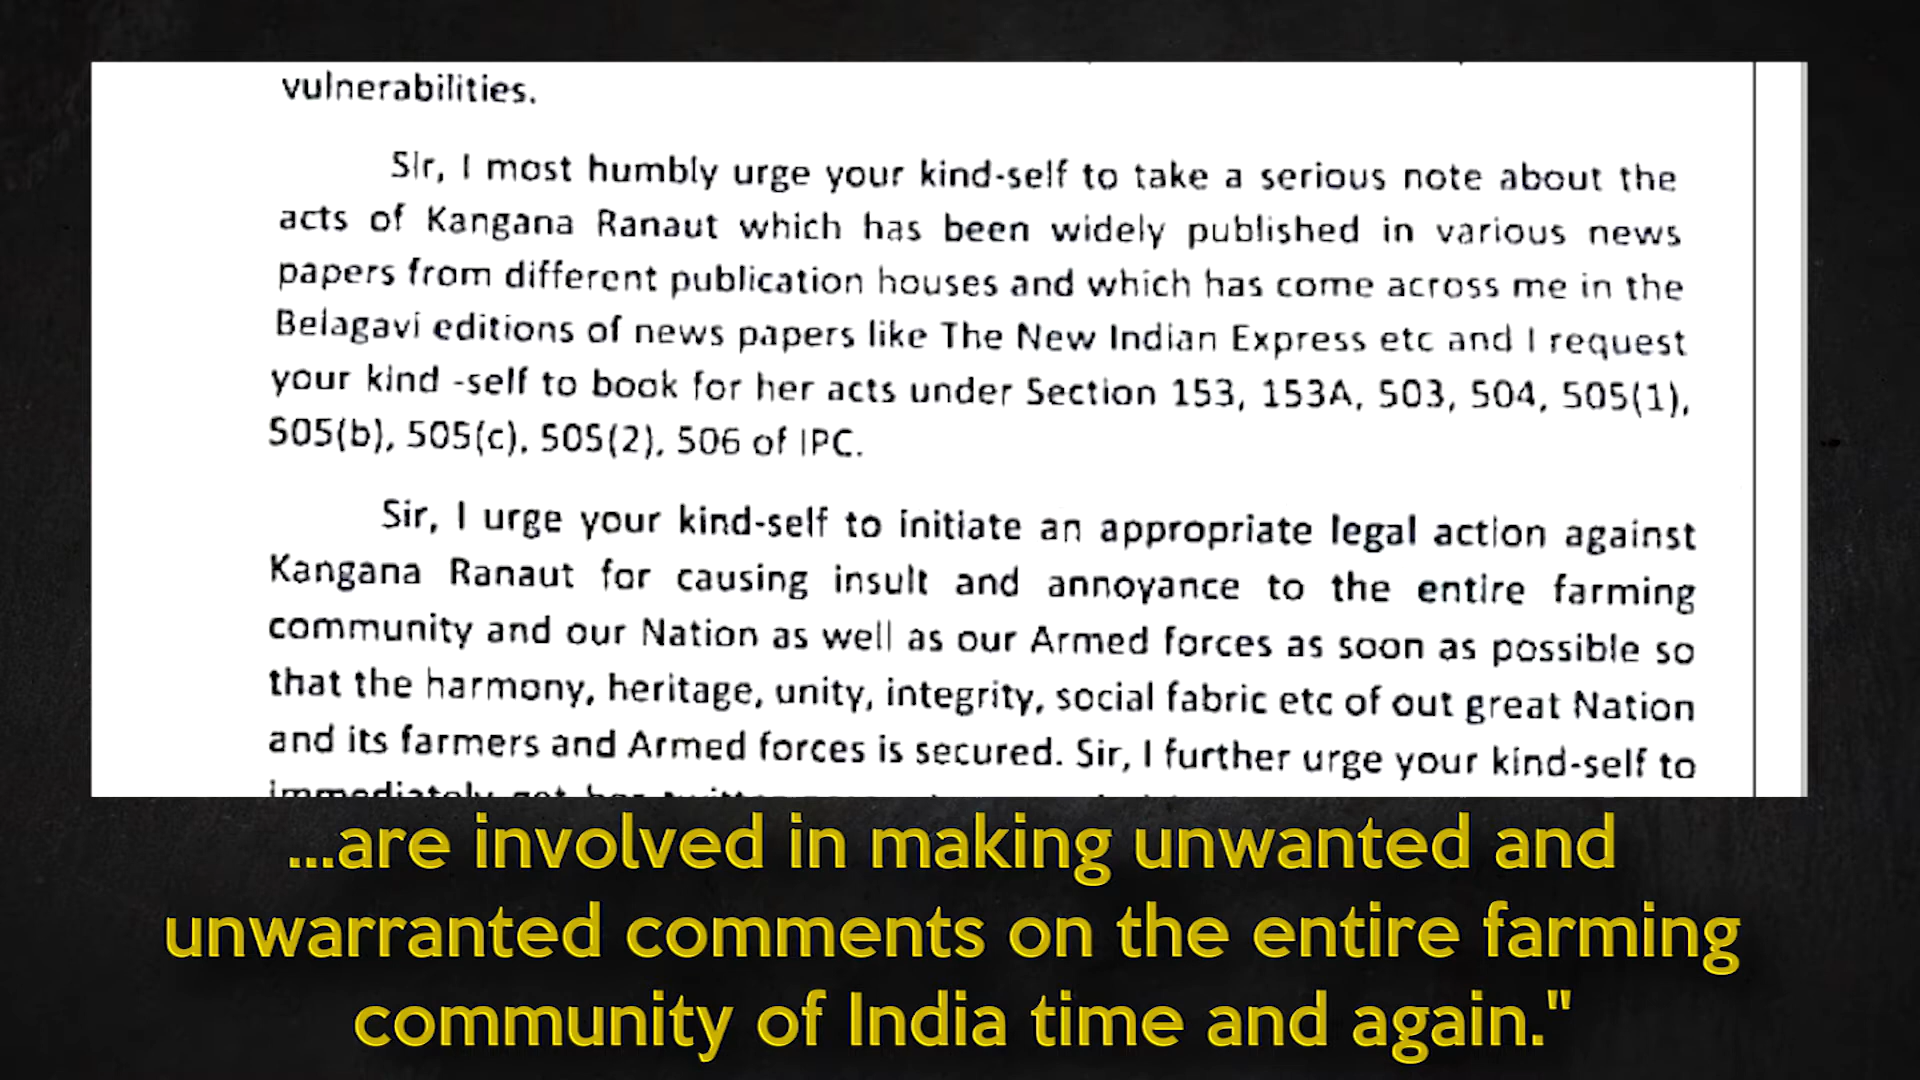 vulnerabilities.
Sir, I most humbly urge your kind-self to take a serious note about the
acts of Kangana Ranaut which has been widely published in various news
papers from different publication houses and which has come across me in the
Belagavi editions of news papers like The New Indian Express etc and I request
your kind -self to book for her acts under Section 153, 153A, 503, 504, 505(1),
505(b), 505(c), 505(2), 506 of IPC.
Sir, I urge your kind-self to initiate an appropriate legal action against
Kangana Ranaut for causing insult and annoyance to the entire farming
community and our Nation as well as our Armed forces as soon as possible so
that the harmony, heritage, unity, integrity, social fabric etc of out great Nation
and its farmers and Armed forces is secured. Sir, I further urge your kind-self to
immediately get her
...are involved in making unwanted and
unwarranted comments on the entire farming
community of India time and again."